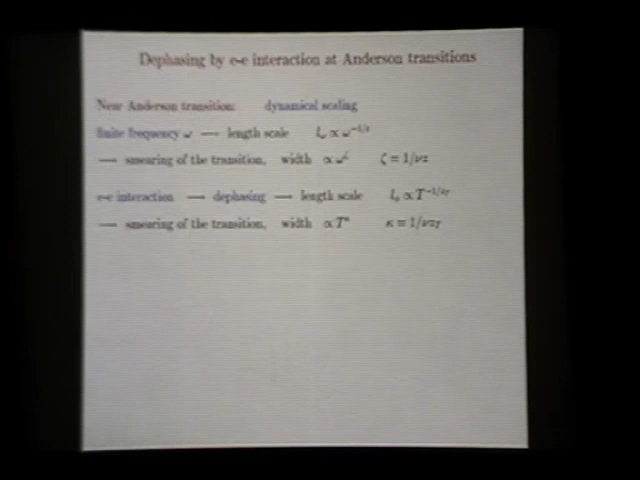 Dephasing by e-e interaction at Anderson transitions
Near Anderson transition dynamical scaling
finite frequency ω — length scale l_ω ∝ ω^{-1/z}
— smearing of the transition, width ∝ ω^ζ ζ = 1/νz
e-e interaction — dephasing — length scale l_φ ∝ T^{-1/z_T}
— smearing of the transition, width ∝ T^κ κ = 1/νz_T